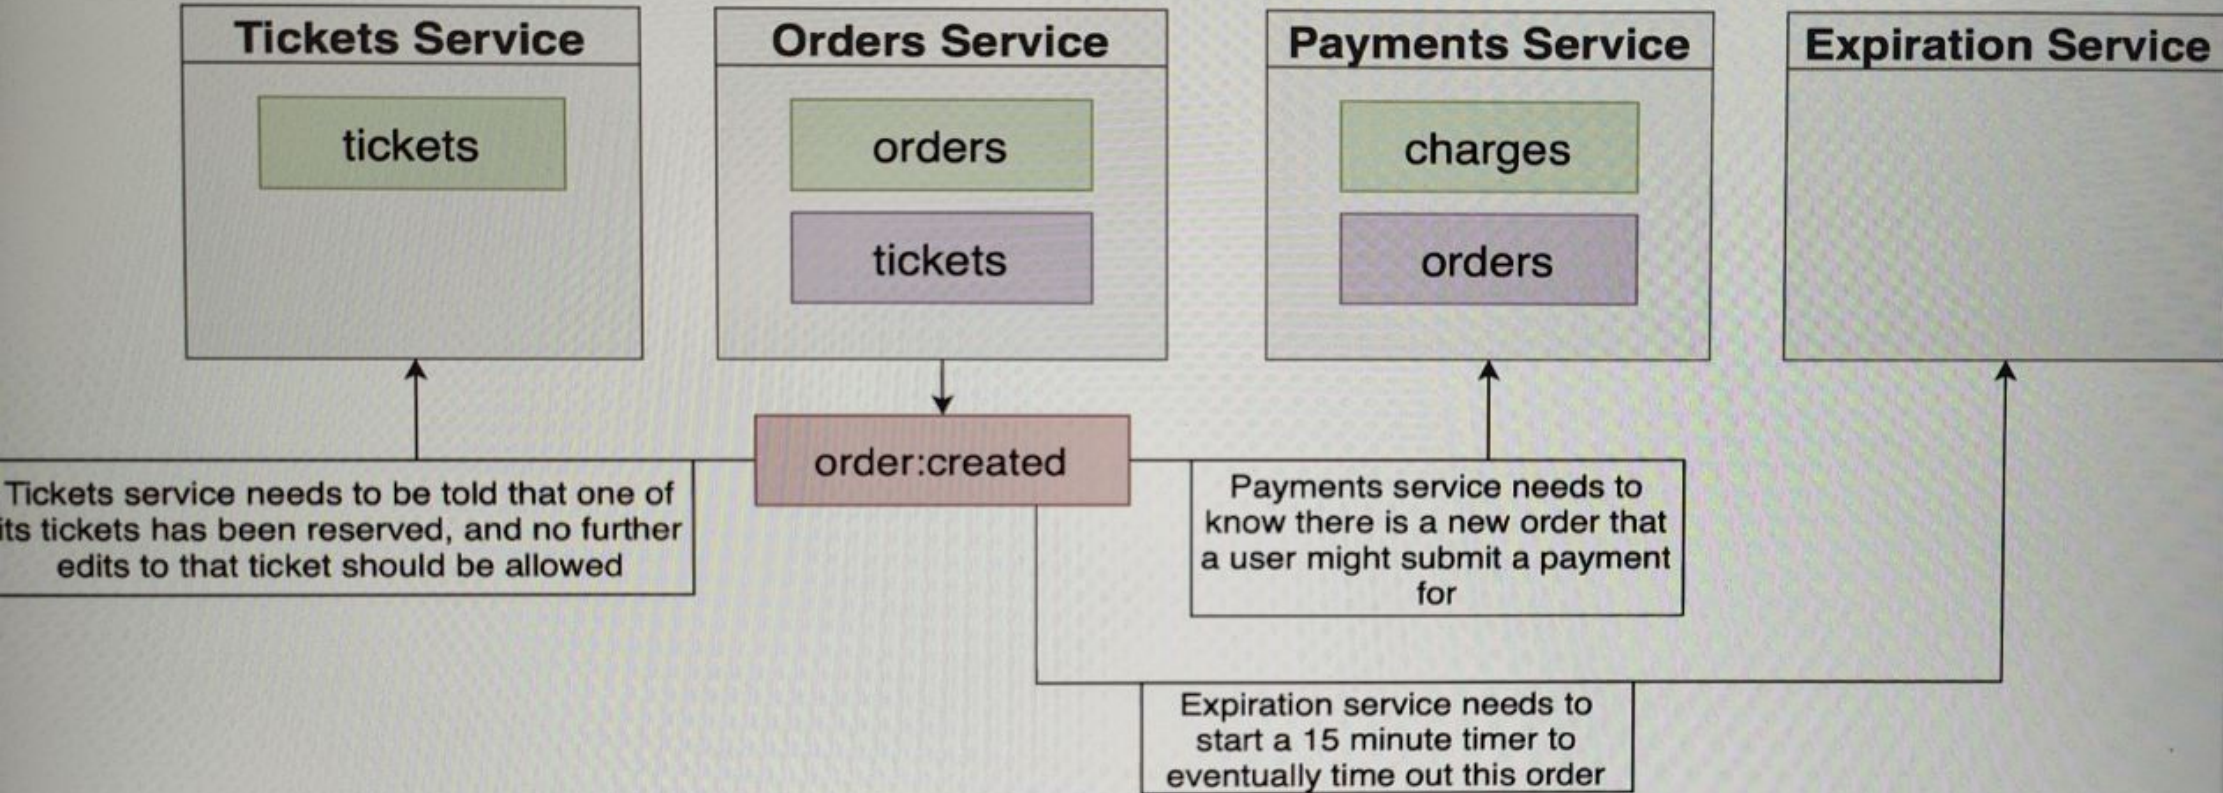 Tickets Service
Orders Service
Payments Service
Expiration Service
tickets
orders
tickets
charges
orders
order:created
Tickets service needs to be told that one of
its tickets has been reserved, and no further
edits to that ticket should be allowed
Payments service needs to
know there is a new order that
a user might submit a payment
for
Expiration service needs to
start a 15 minute timer to
eventually time out this order